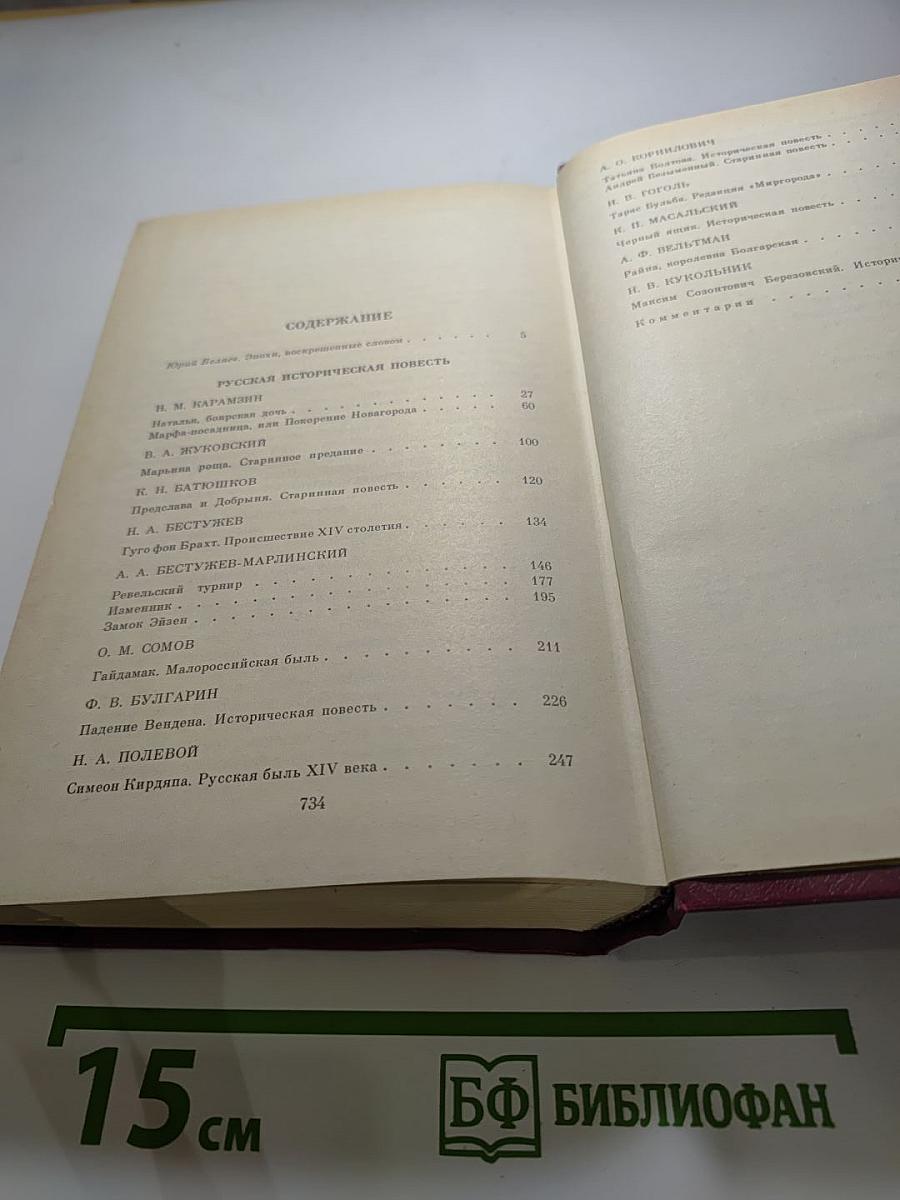 СОДЕРЖАНИЕ
Юрий Беляев. Эпохи, воскрешенные словом . . . . . . 5
РУССКАЯ ИСТОРИЧЕСКАЯ ПОВЕСТЬ
Н. М. КАРАМЗИН
Наталья, боярская дочь . . . . . . . . . . . . 27
Марфа-посадница, или Покорение Новагорода . . . . . 60
В. А. ЖУКОВСКИЙ
Марьина роща. Старинное предание . . . . . . . . 100
К. Н. БАТЮШКОВ
Предслава и Добрыня. Старинная повесть . . . . . . 120
Н. А. БЕСТУЖЕВ
Гуго фон Брахт. Происшествие XIV столетия . . . . . . 134
А. А. БЕСТУЖЕВ-МАРЛИНСКИЙ
Ревельский турнир . . . . . . . . . . . . . 146
Изменник . . . . . . . . . . . . . . . . 177
Замок Эйзен . . . . . . . . . . . . . . . 195
О. М. СОМОВ
Гайдамак. Малороссийская быль . . . . . . . . . 211
Ф. В. БУЛГАРИН
Падение Вендена. Историческая повесть . . . . . . . 226
Н. А. ПОЛЕВОЙ
Симеон Кирдяпа. Русская быль XIV века . . . . . . . 247
734
А. О. КОРНИЛОВИЧ
Татьяна Болтова. Историческая повесть . . . .
Андрей Безыменный. Старинная повесть . . . .
Н. В. ГОГОЛЬ
Тарас Бульба. Редакция «Миргорода» . . . .
К. П. МАСАЛЬСКИЙ
Черный ящик. Историческая повесть . . . .
А. Ф. ВЕЛЬТМАН
Райна, королевна Болгарская . . . . . .
Н. В. КУКОЛЬНИК
Максим Созонтович Березовский. Истори
Комментарии . . . . . . .
15 см
БФ БИБЛИОФАН